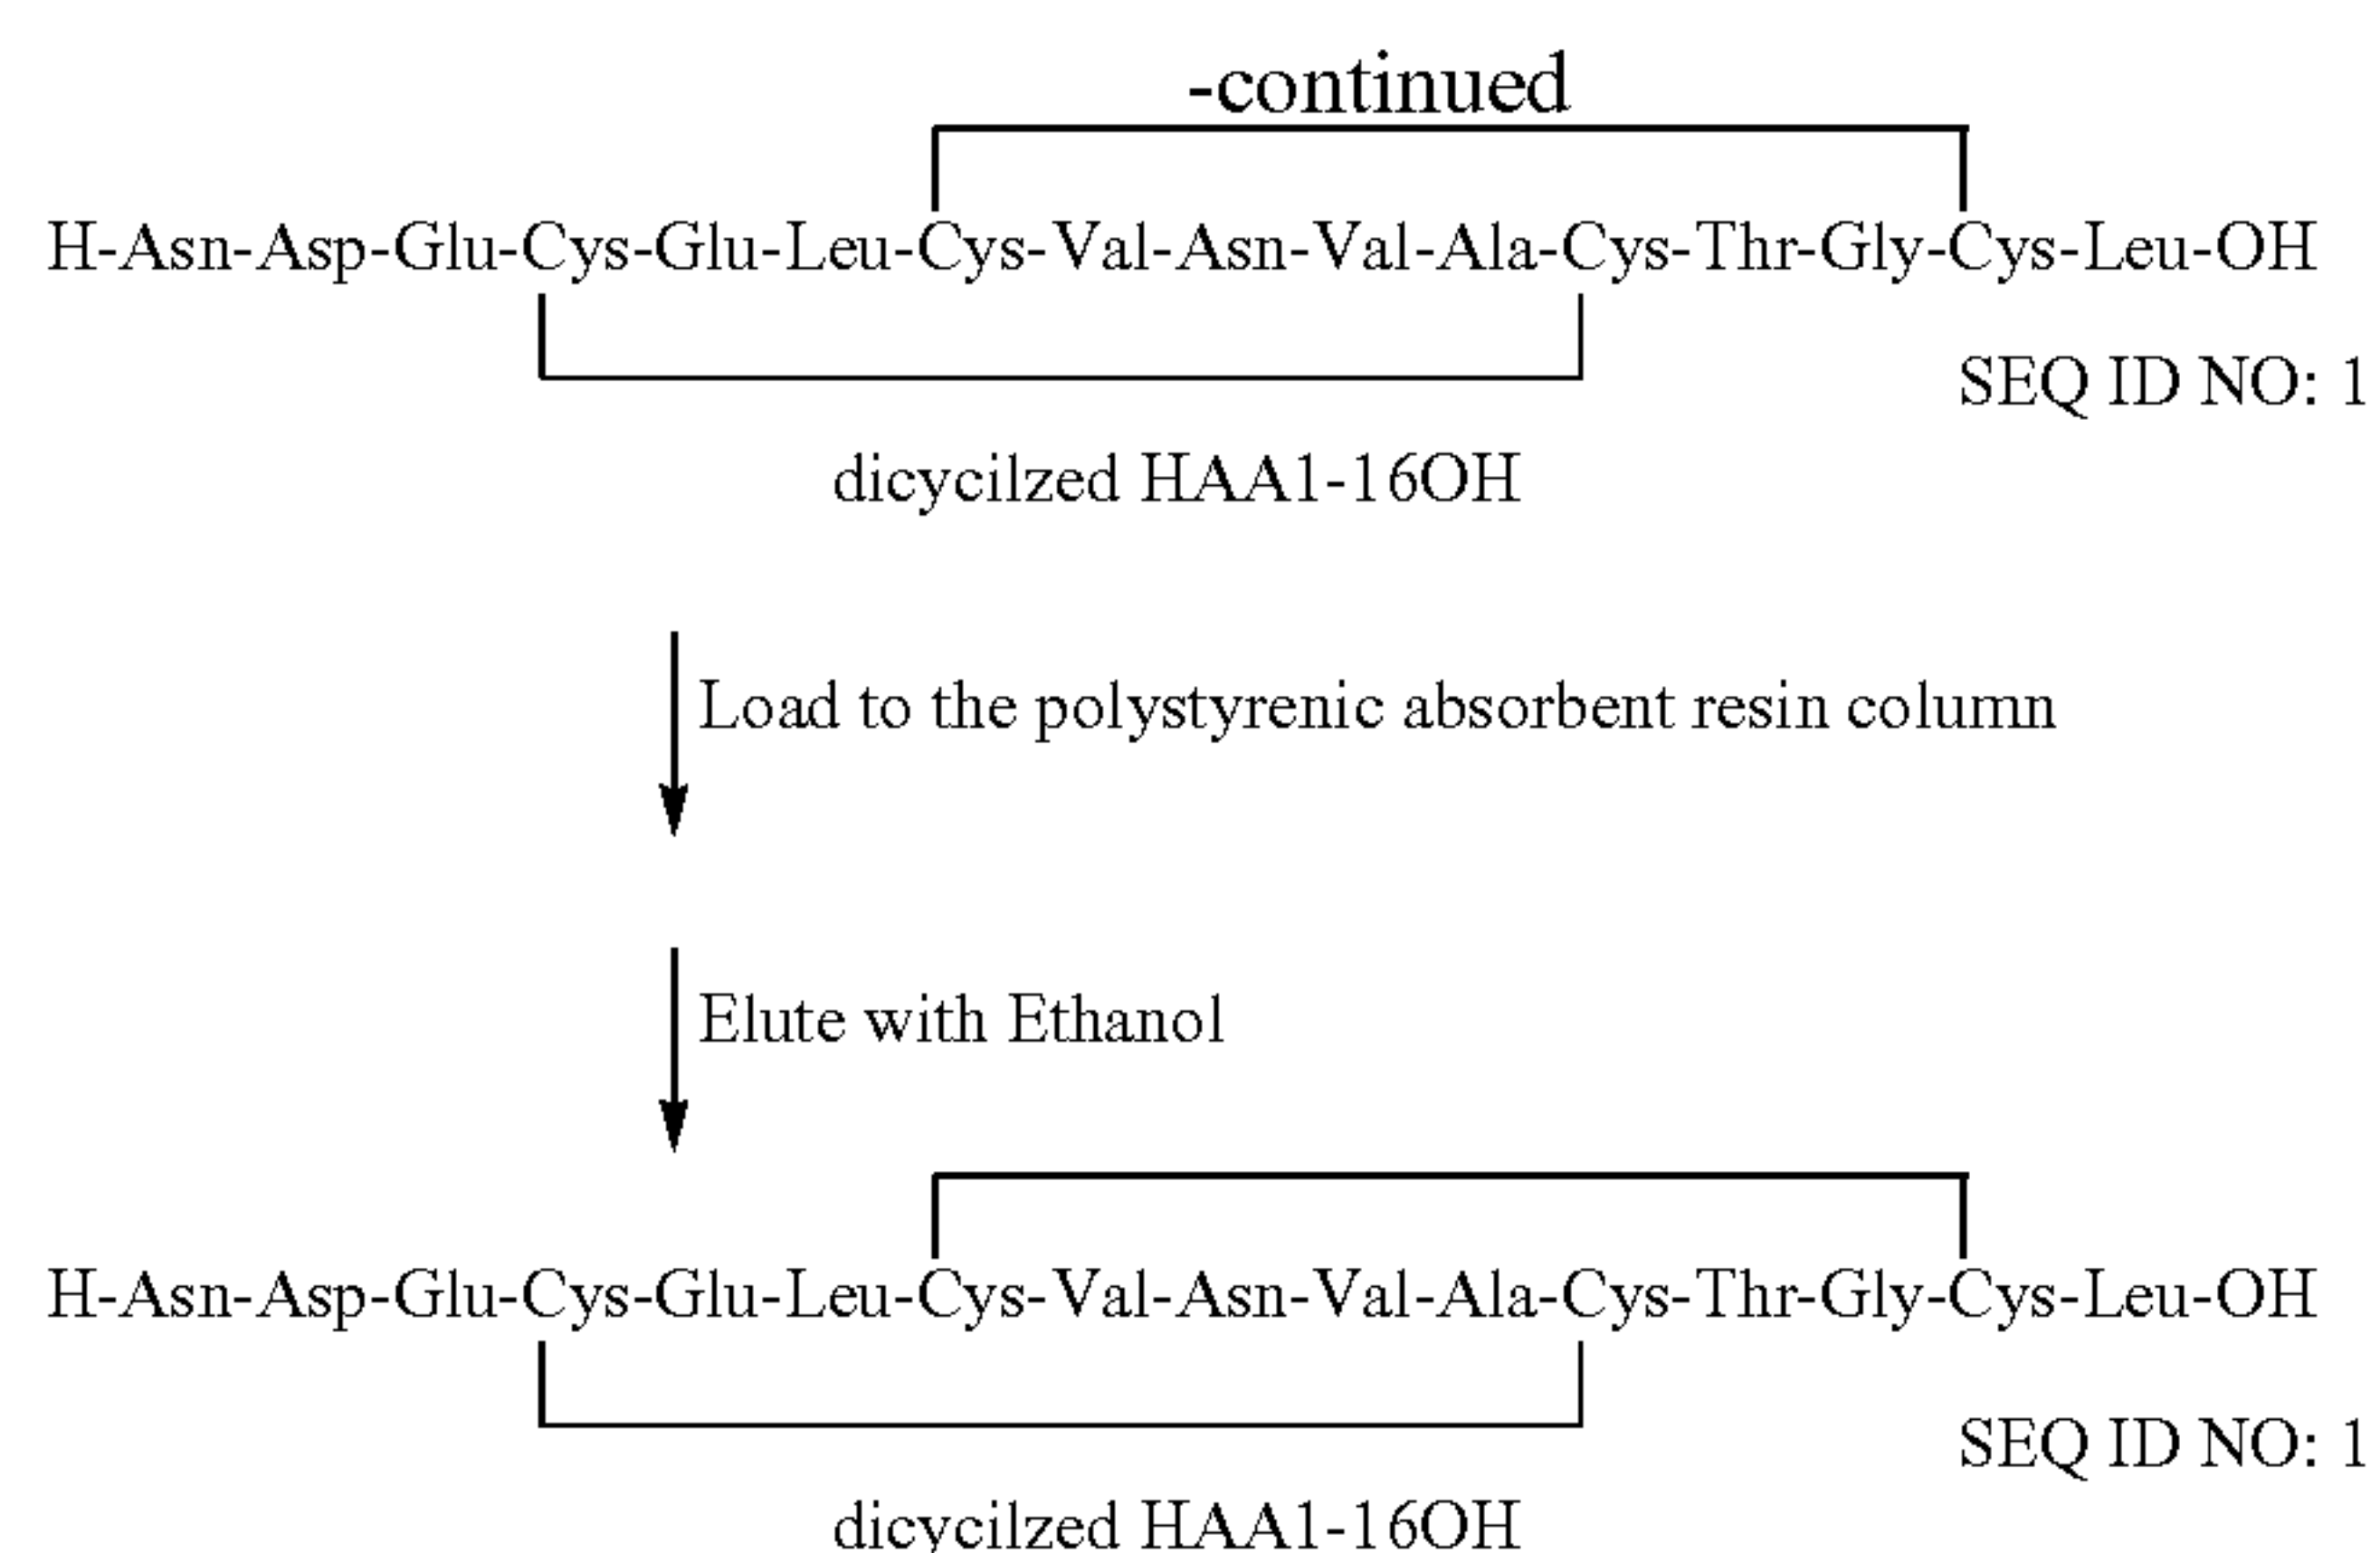 -continued
H-Asn-Asp-Glu-Cys-Glu-Leu-Cys-Val-Asn-Val-Ala-Cys-Thr-Gly-Cys-Leu-OH
SEQ ID NO: 1
dicycilzed HAA1-16OH
Load to the polystyrenic absorbent resin column
Elute with Ethanol
H-Asn-Asp-Glu-Cys-Glu-Leu-Cys-Val-Asn-Val-Ala-Cys-Thr-Gly-Cys-Leu-OH
SEQ ID NO: 1
dicycilzed HAA1-16OH